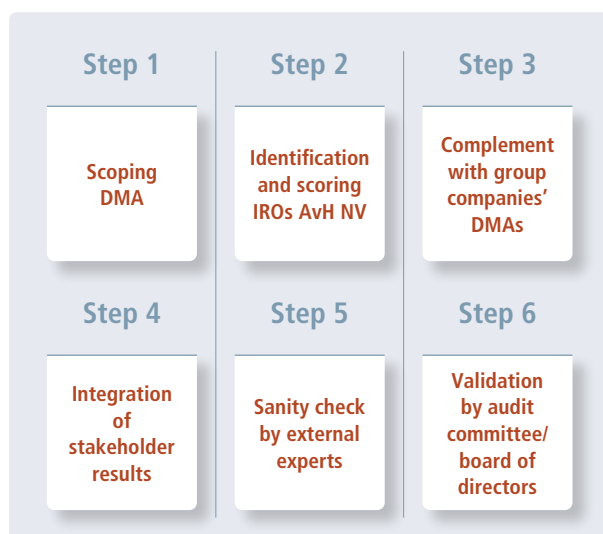 Step 1
Scoping
DMA
Step 2
Identification
and scoring
IROs AvH NV
Step 3
Complement
with group
companies’
DMAs
Step 4
Integration
of
stakeholder
results
Step 5
Sanity check
by external
experts
Step 6
Validation
by audit
committee/
board of
directors